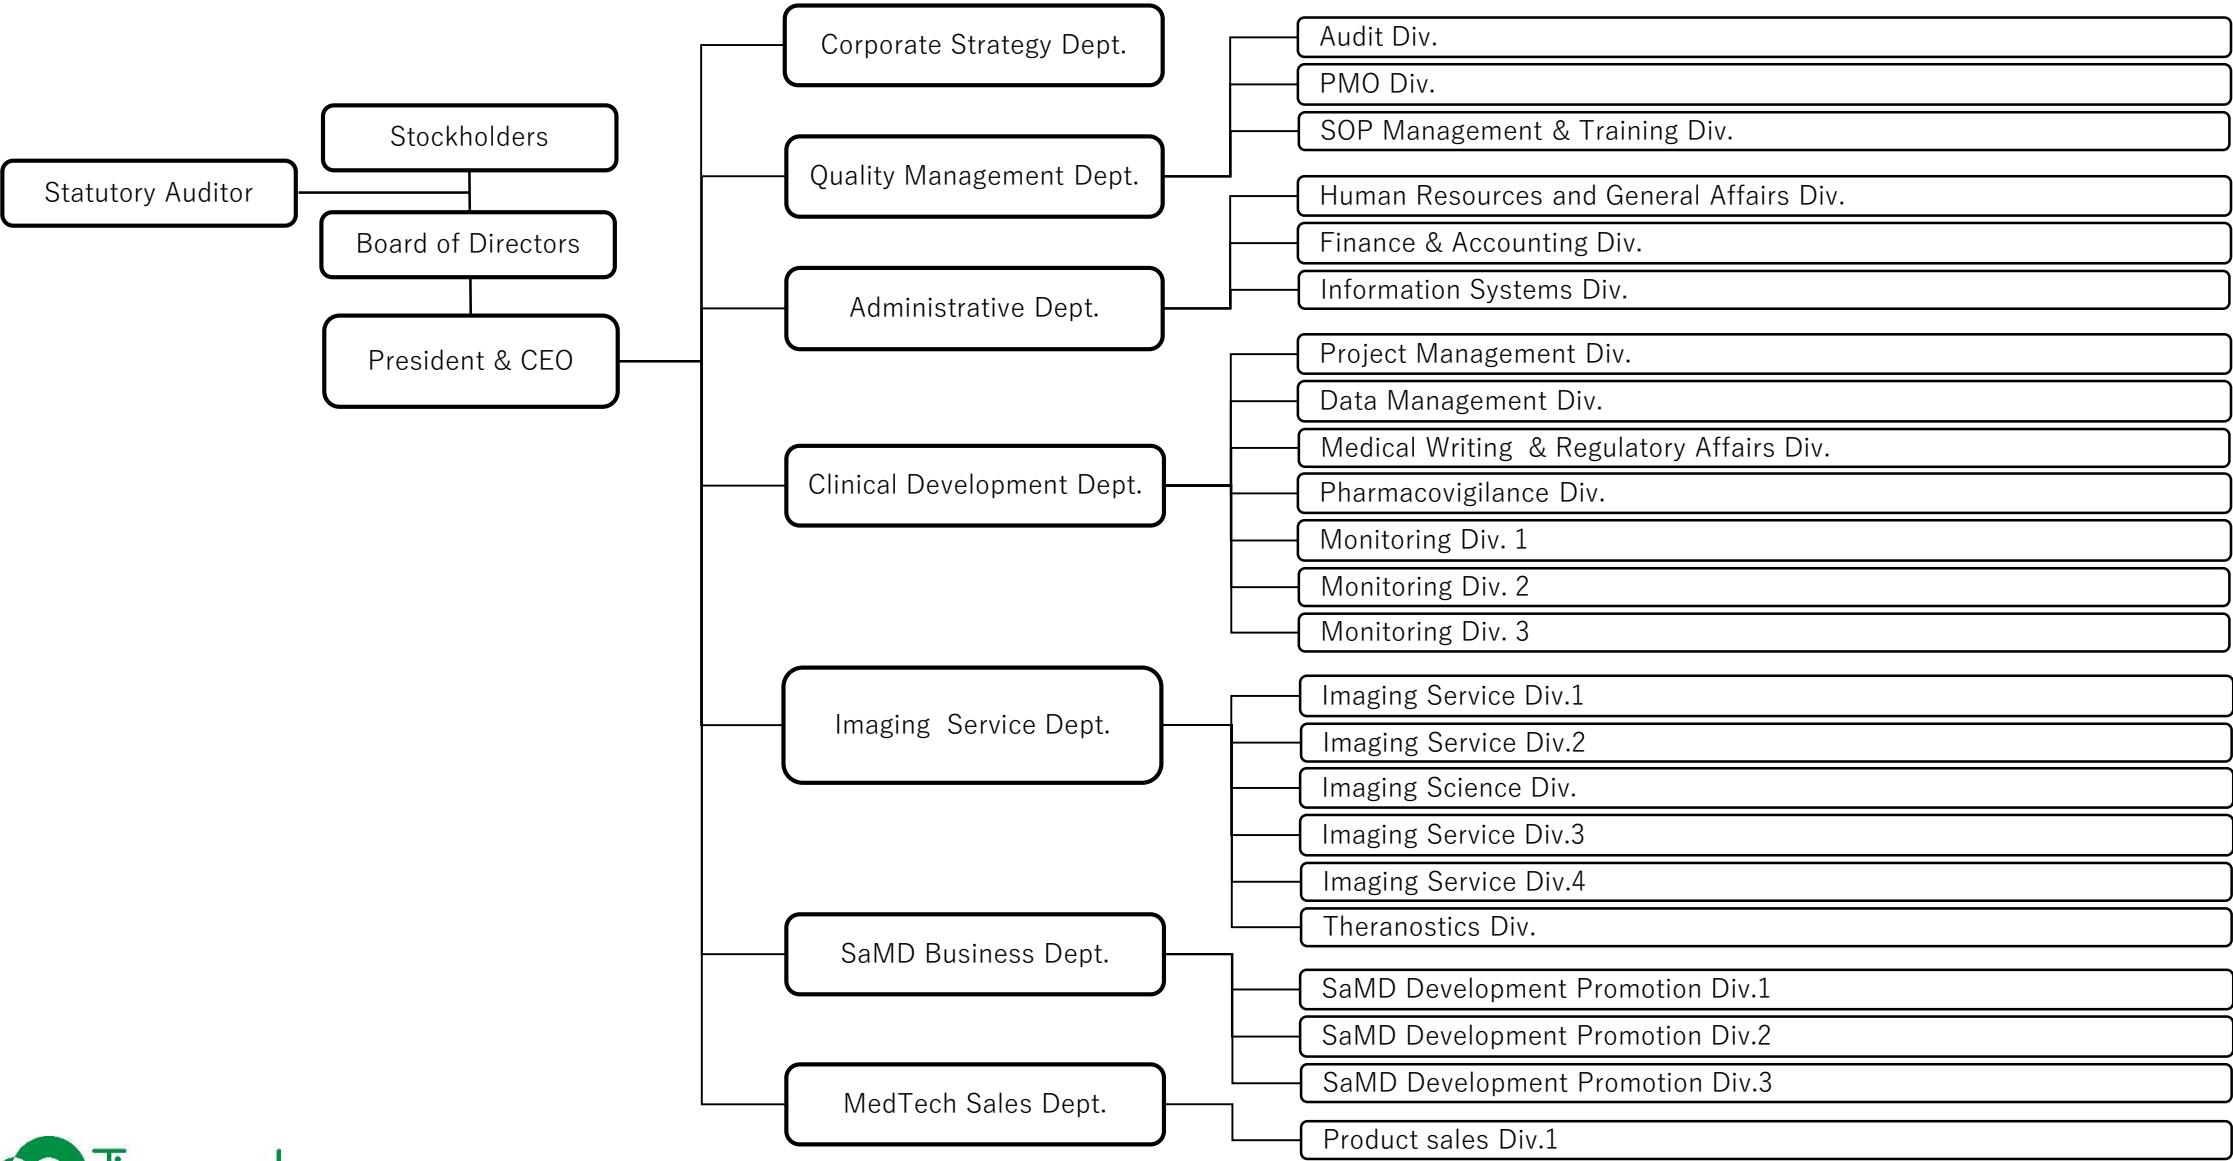 Stockholders
Statutory Auditor
Board of Directors
President & CEO
Corporate Strategy Dept.
Quality Management Dept.
Audit Div.
PMO Div.
SOP Management & Training Div.
Administrative Dept.
Human Resources and General Affairs Div.
Finance & Accounting Div.
Information Systems Div.
Clinical Development Dept.
Project Management Div.
Data Management Div.
Medical Writing & Regulatory Affairs Div.
Pharmacovigilance Div.
Monitoring Div. 1
Monitoring Div. 2
Monitoring Div. 3
Imaging Service Dept.
Imaging Service Div.1
Imaging Service Div.2
Imaging Science Div.
Imaging Service Div.3
Imaging Service Div.4
Theranostics Div.
SaMD Business Dept.
SaMD Development Promotion Div.1
SaMD Development Promotion Div.2
SaMD Development Promotion Div.3
MedTech Sales Dept.
Product sales Div.1